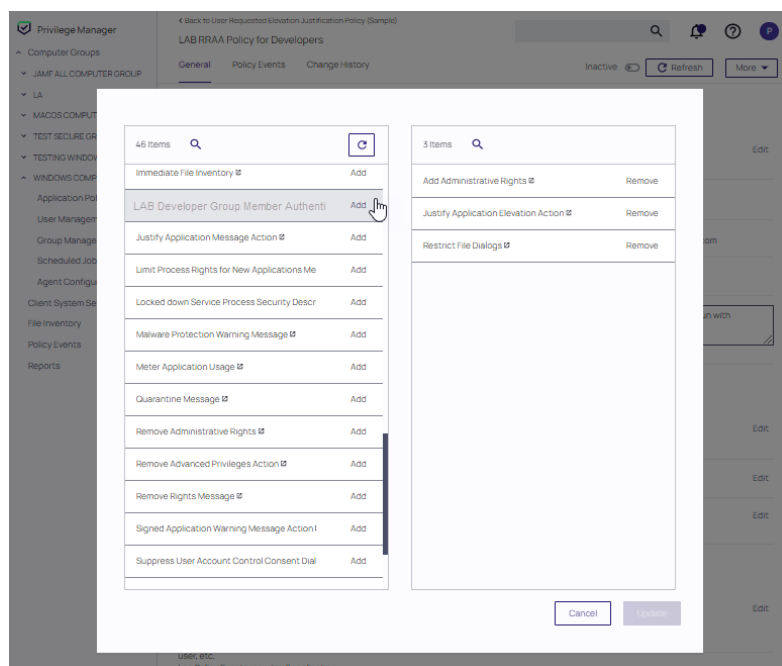 Privilege Manager
Computer Groups
JAMF ALL COMPUTER GROUP
LA
MACOS COMPUT
TEST SECURE GR
TESTING WINDOW
WINDOWS COMP
Application Pol
User Managem
Group Manage
Scheduled Job
Agent Configu
Client System Se
File Inventory
Policy Events
Reports
Back to User Requested Elevation Justification Policy (Sample)
LAB RRAA Policy for Developers
P
General Policy Events Change History
Inactive Refresh More
46 Items
Immediate File Inventory Add
LAB Developer Group Member Authenti Add
Justify Application Message Action Add
Limit Process Rights for New Applications Me Add
Locked down Service Process Security Descr Add
Malware Protection Warning Message Add
Meter Application Usage Add
Quarantine Message Add
Remove Administrative Rights Add
Remove Advanced Privileges Action Add
Remove Rights Message Add
Signed Application Warning Message Action Add
Suppress User Account Control Consent Dial Add
3 Items
Add Administrative Rights Remove
Justify Application Elevation Action Remove
Restrict File Dialogs Remove
Cancel Update
Edit
com
un with
Edit
Edit
Edit
Edit
user, etc.